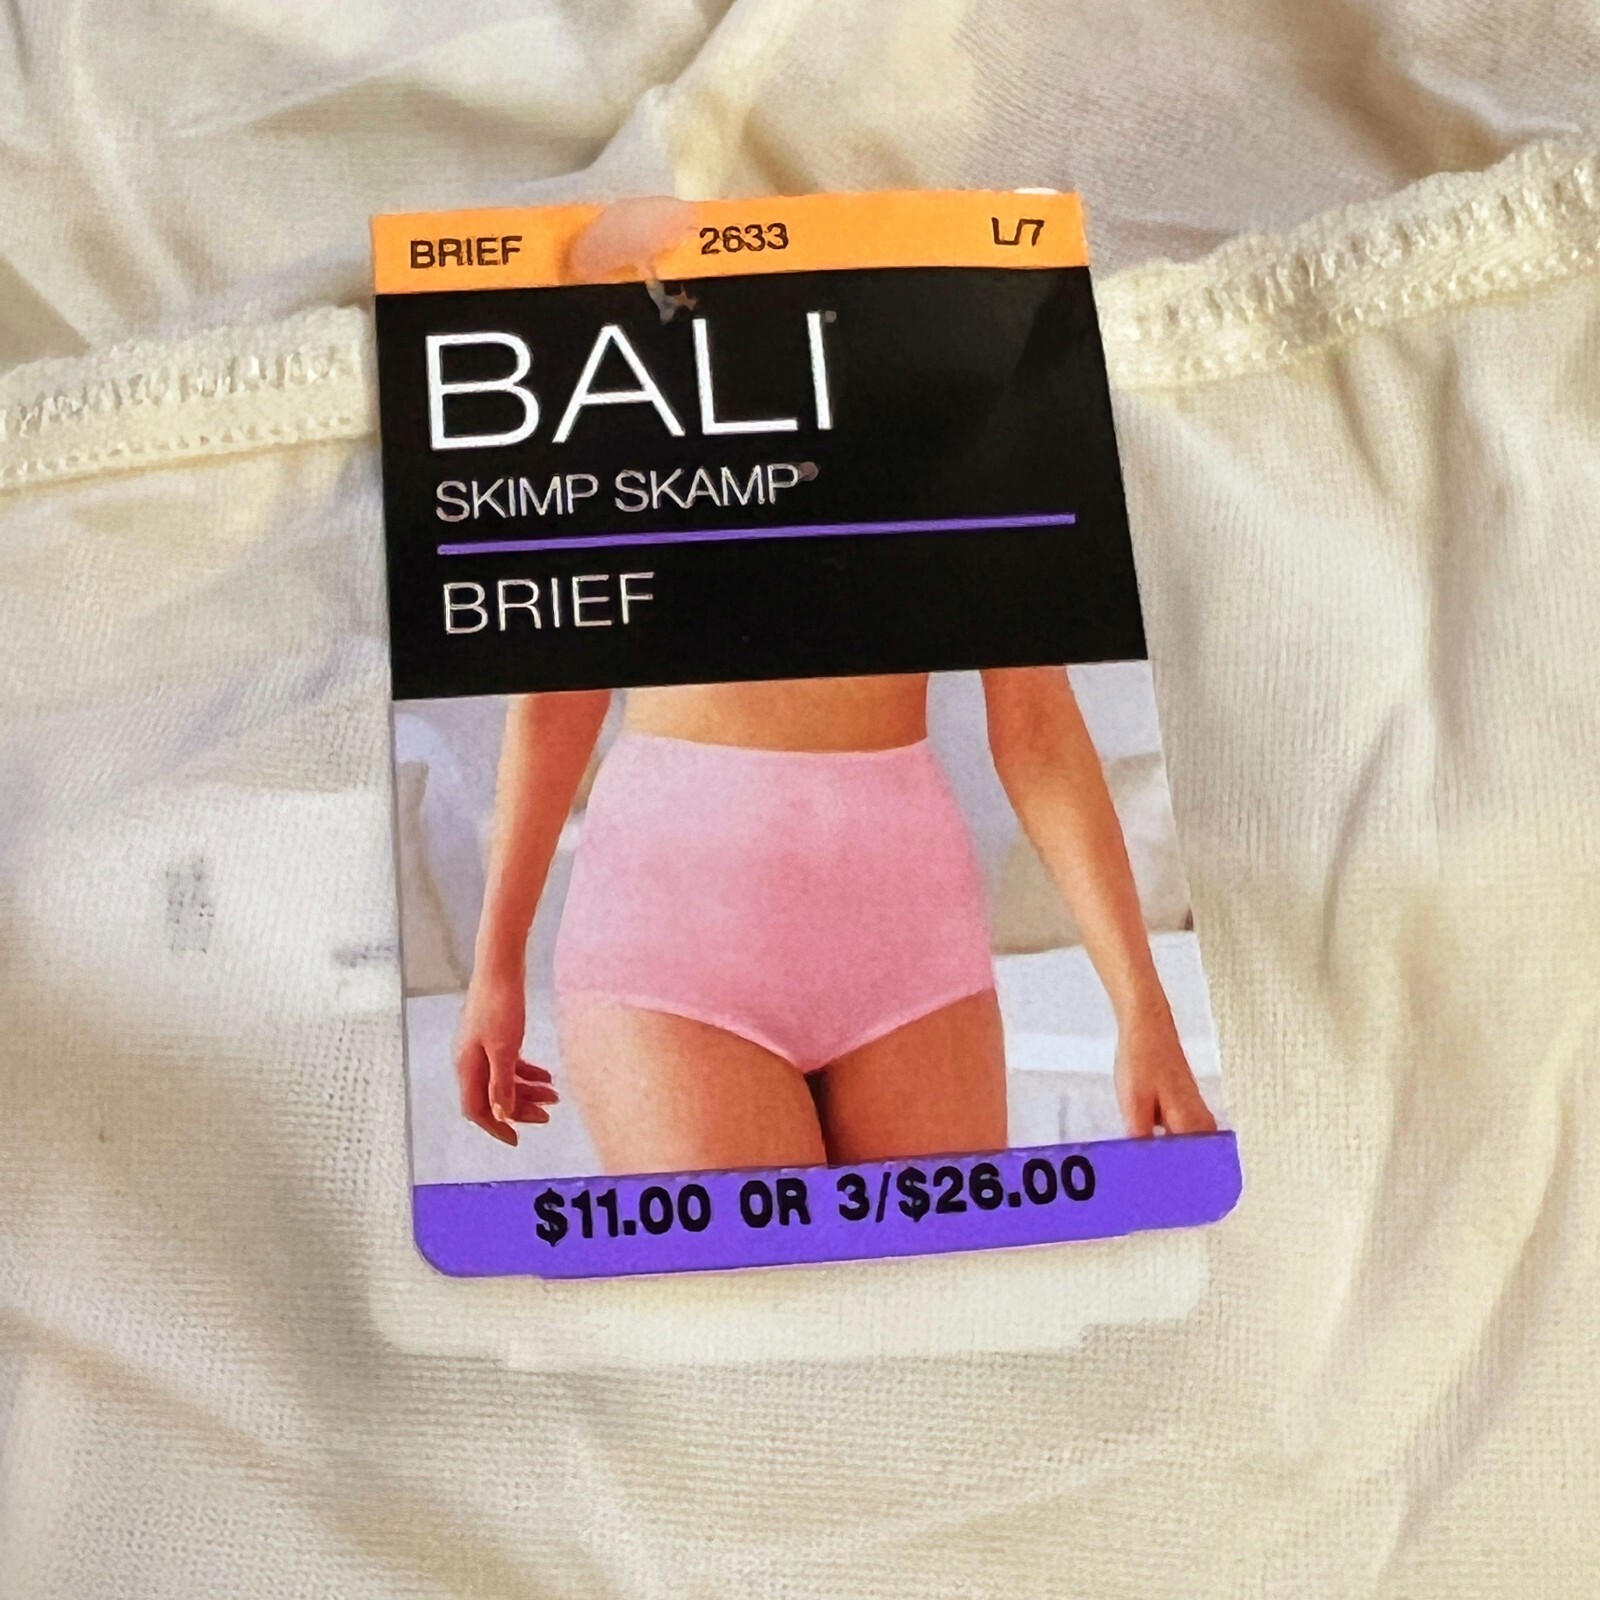 BRIEF 2633 L/7
BALI
SKIMP SKAMP
BRIEF
$11.00 OR 3/$26.00